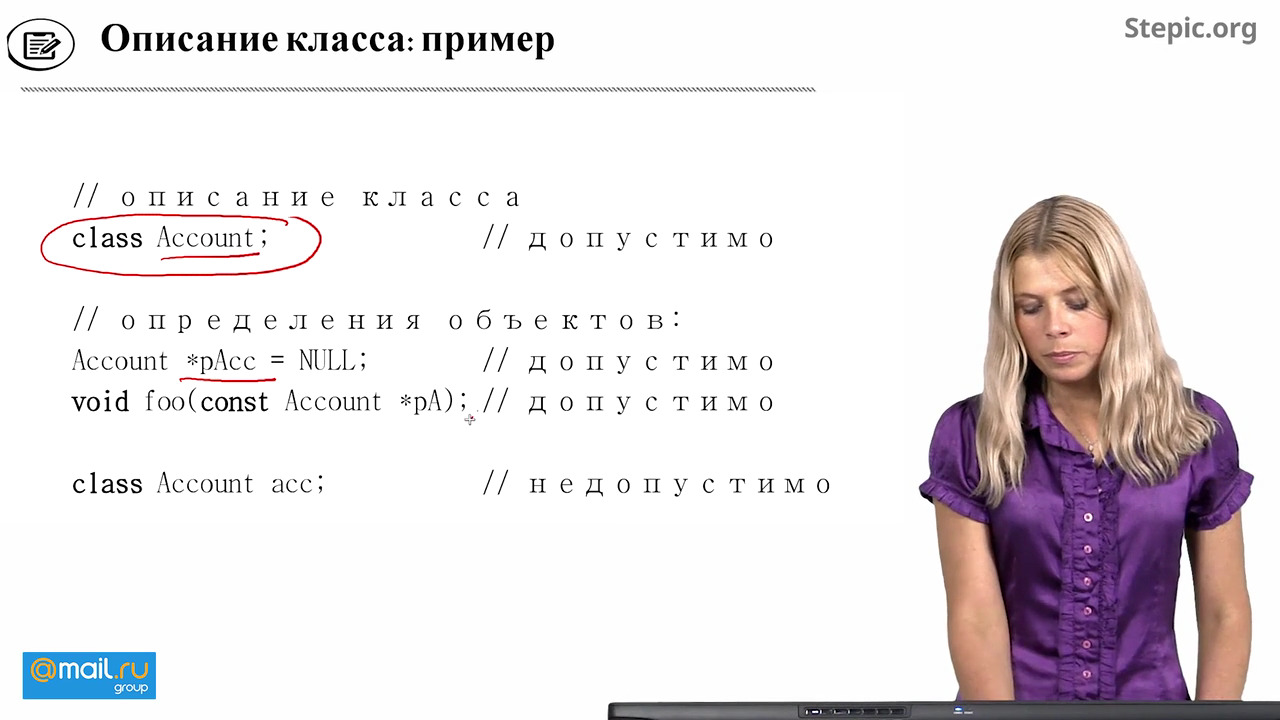 Описание класса: пример
Stepic.org
// описание класса
class Account; // допустимо
// определения объектов:
Account *pAcc = NULL; // допустимо
void foo(const Account *pA); // допустимо
class Account acc; // недопустимо
@mail.ru
group